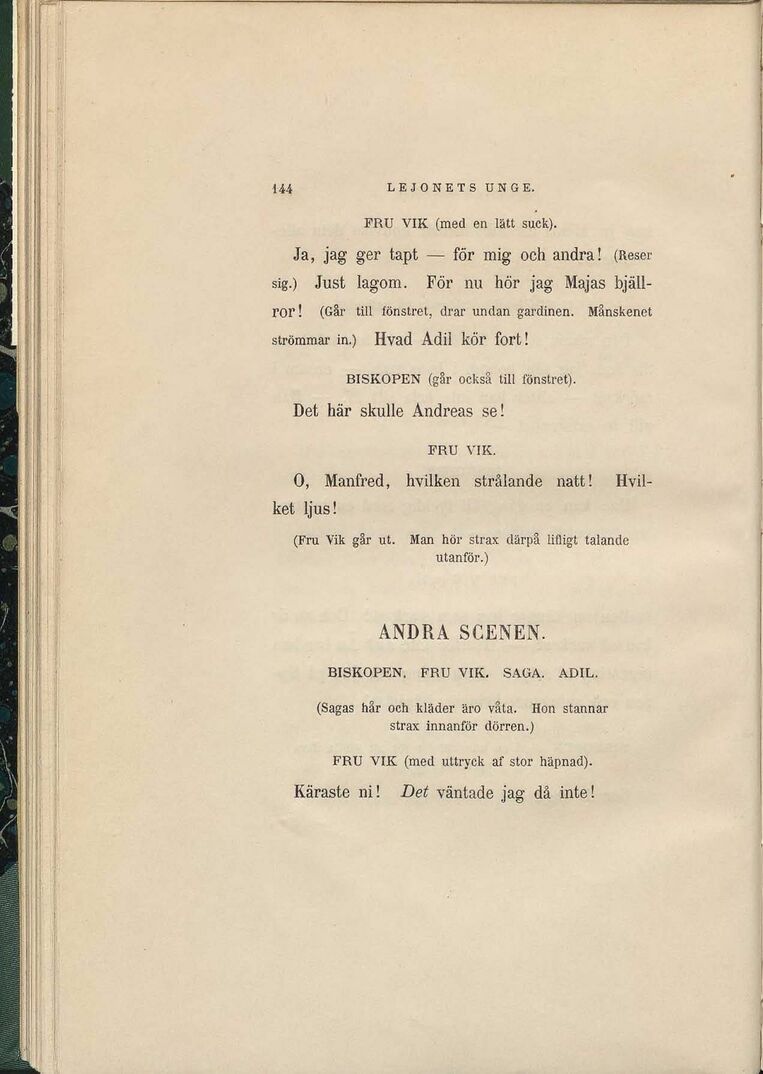 144 LEJONETS UNGE.
FRU VIK (med en lätt suck).
Ja, jag ger tapt — för mig och andra! (Reser
sig.) Just lagom. För nu hör jag Majas bjäll-
ror! (Går till fönstret, drar undan gardinen. Månskenet
strömmar in.) Hvad Adil kör fort!
BISKOPEN (går också till fönstret).
Det här skulle Andreas se!
FRU VIK.
O, Manfred, hvilken strålande natt! Hvil-
ket ljus!
(Fru Vik går ut. Man hör strax därpå lifligt talande
utanför.)
ANDRA SCENEN.
BISKOPEN. FRU VIK. SAGA. ADIL.
(Sagas hår och kläder äro våta. Hon stannar
strax innanför dörren.)
FRU VIK (med uttryck af stor häpnad).
Käraste ni! Det väntade jag då inte!